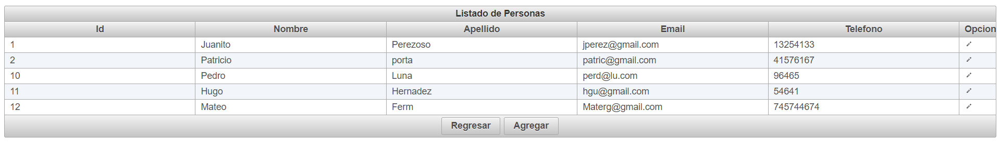 Listado de Personas
Id Nombre Apellido Email Telefono Opcion
1 Juanito Perezoso jperez@gmail.com 13254133
2 Patricio porta patric@gmail.com 41576167
10 Pedro Luna perd@lu.com 96465
11 Hugo Hernadez hgu@gmail.com 54641
12 Mateo Ferm Materg@gmail.com 745744674
Regresar Agregar